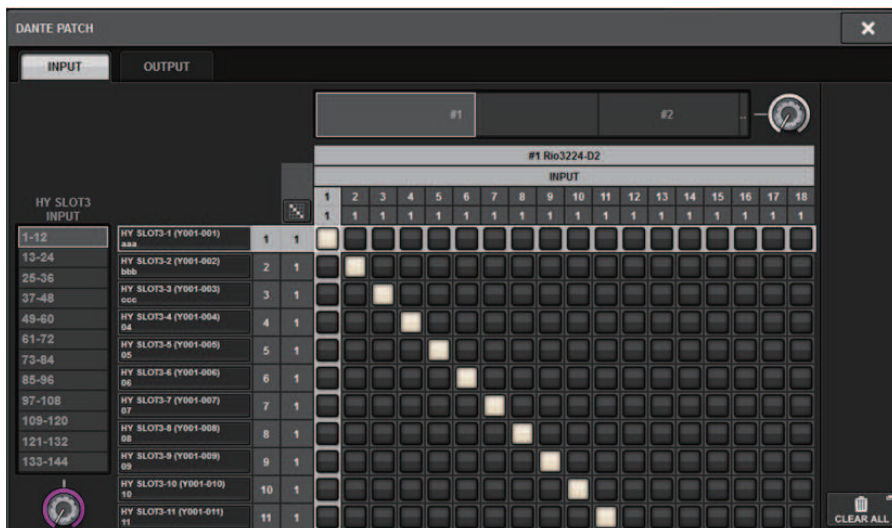 DANTE PATCH
INPUT OUTPUT
#1 #2 ..
#1 Rio3224-D2
INPUT
1 2 3 4 5 6 7 8 9 10 11 12 13 14 15 16 17 18
1 1 1 1 1 1 1 1 1 1 1 1 1 1 1 1 1 1
HY SLOT3
INPUT
1-12
13-24
25-36
37-48
49-60
61-72
73-84
85-96
97-108
109-120
121-132
133-144
HY SLOT3-1 (Y001-001) 1 1
aaa
HY SLOT3-2 (Y001-002) 2 1
bbb
HY SLOT3-3 (Y001-003) 3 1
ccc
HY SLOT3-4 (Y001-004) 4 1
04
HY SLOT3-5 (Y001-005) 5 1
05
HY SLOT3-6 (Y001-006) 6 1
06
HY SLOT3-7 (Y001-007) 7 1
07
HY SLOT3-8 (Y001-008) 8 1
08
HY SLOT3-9 (Y001-009) 9 1
09
HY SLOT3-10 (Y001-010) 10 1
10
HY SLOT3-11 (Y001-011) 11 1
11
CLEAR ALL